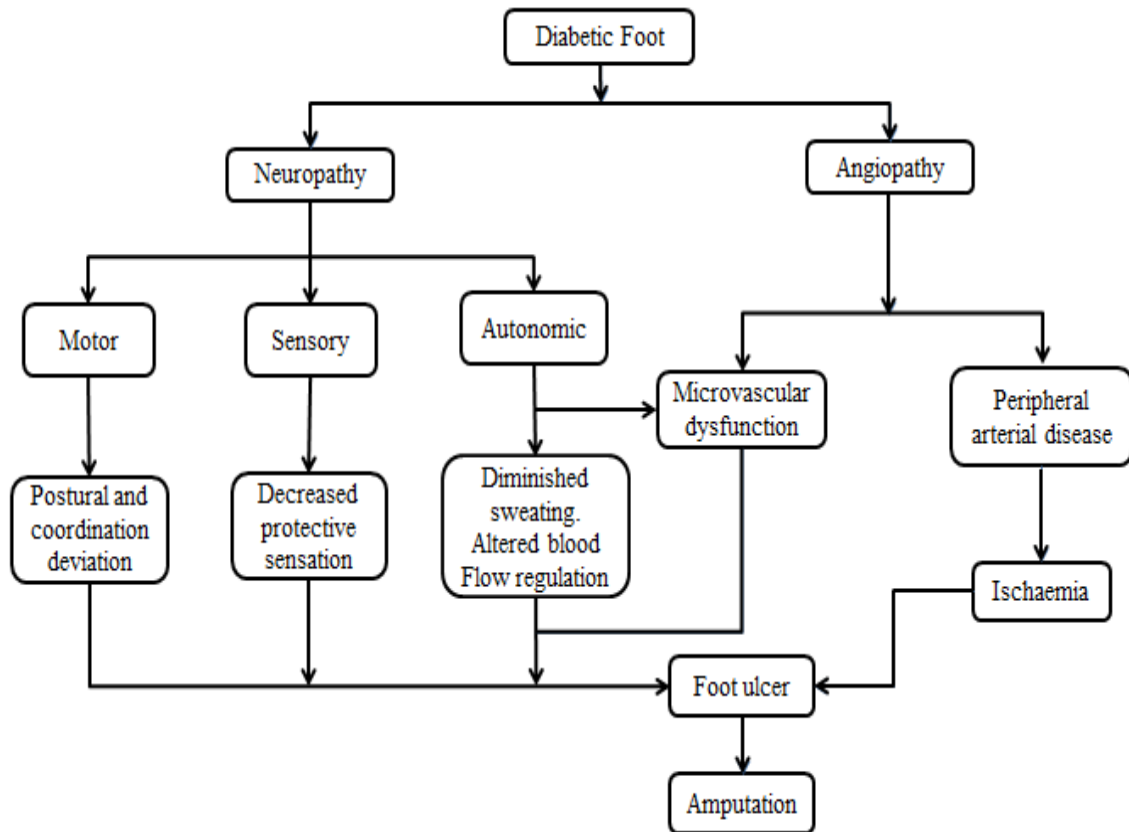 Diabetic Foot
Neuropathy
Angiopathy
Motor
Sensory
Autonomic
Microvascular
dysfunction
Peripheral
arterial disease
Postural and
coordination
deviation
Decreased
protective
sensation
Diminished
sweating.
Altered blood
Flow regulation
Ischaemia
Foot ulcer
Amputation